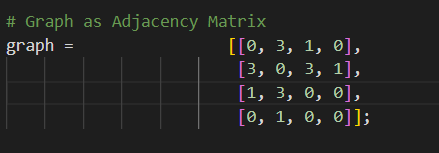 # Graph as Adjacency Matrix
graph = [[0, 3, 1, 0],
[3, 0, 3, 1],
[1, 3, 0, 0],
[0, 1, 0, 0]];